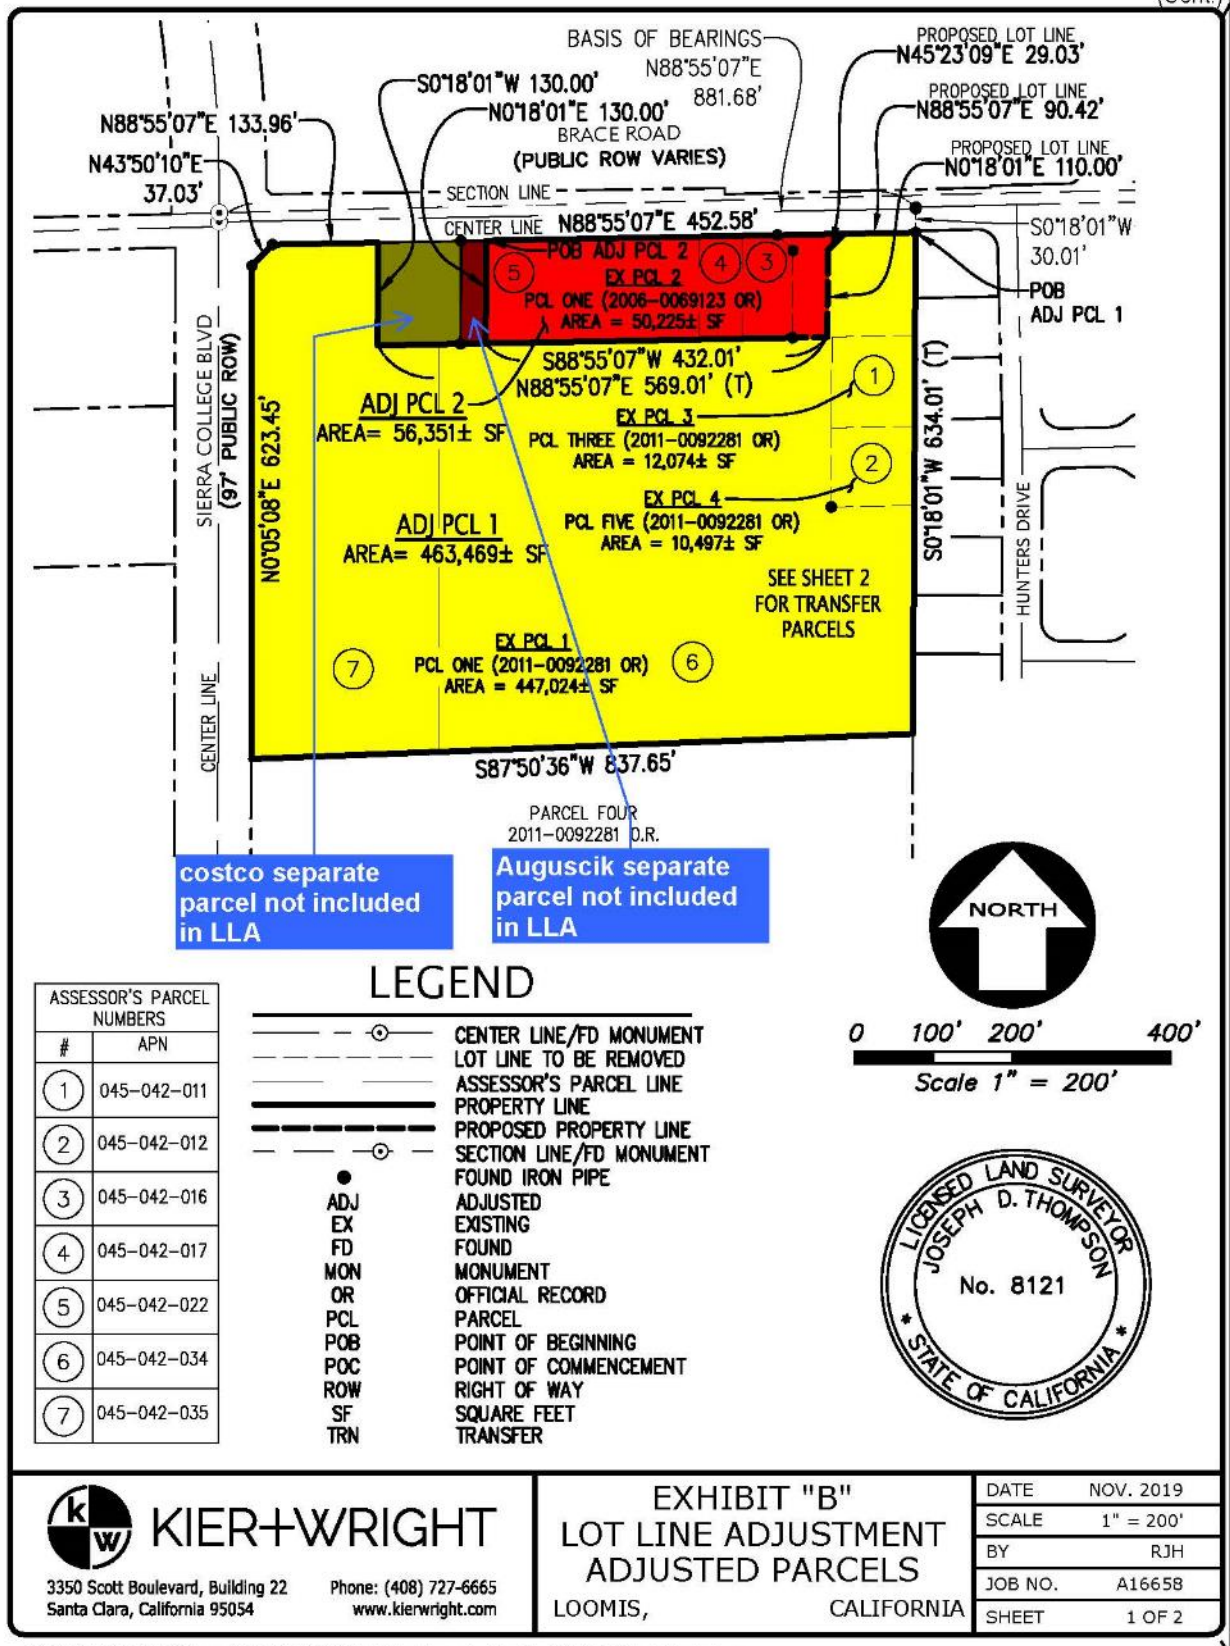 BASIS OF BEARINGS
N88°55'07"E
881.68'
PROPOSED LOT LINE
N45°23'09"E 29.03'
PROPOSED LOT LINE
N88°55'07"E 90.42'
PROPOSED LOT LINE
N0°18'01"E 110.00'
S0°18'01"W 130.00'
N0°18'01"E 130.00'
BRACE ROAD
(PUBLIC ROW VARIES)
N88°55'07"E 133.96'
N43°50'10"E
37.03'
SECTION LINE
CENTER LINE
N88°55'07"E 452.58'
S0°18'01"W
30.01'
POB
ADJ PCL 1
POB ADJ PCL 2
5
4
3
EX PCL 2
PCL ONE (2006-0069123 OR)
AREA = 50,225± SF
S88°55'07"W 432.01'
N88°55'07"E 569.01' (T)
ADJ PCL 2
AREA= 56,351± SF
EX PCL 3
PCL THREE (2011-0092281 OR)
AREA = 12,074± SF
1
EX PCL 4
PCL FIVE (2011-0092281 OR)
AREA = 10,497± SF
2
ADJ PCL 1
AREA= 463,469± SF
SEE SHEET 2
FOR TRANSFER
PARCELS
EX PCL 1
PCL ONE (2011-0092281 OR)
AREA = 447,024± SF
7
6
SIERRA COLLEGE BLVD
(97' PUBLIC ROW)
N0°05'08"E 623.45'
CENTER LINE
S0°18'01"W 634.01' (T)
HUNTERS DRIVE
S87°50'36"W 837.65'
PARCEL FOUR
2011-0092281 O.R.
costco separate
parcel not included
in LLA
Auguscik separate
parcel not included
in LLA
NORTH
0 100' 200' 400'
Scale 1" = 200'
LEGEND
CENTER LINE/FD MONUMENT
LOT LINE TO BE REMOVED
ASSESSOR'S PARCEL LINE
PROPERTY LINE
PROPOSED PROPERTY LINE
SECTION LINE/FD MONUMENT
FOUND IRON PIPE
ADJ ADJUSTED
EX EXISTING
FD FOUND
MON MONUMENT
OR OFFICIAL RECORD
PCL PARCEL
POB POINT OF BEGINNING
POC POINT OF COMMENCEMENT
ROW RIGHT OF WAY
SF SQUARE FEET
TRN TRANSFER
ASSESSOR'S PARCEL
NUMBERS
# APN
1 045-042-011
2 045-042-012
3 045-042-016
4 045-042-017
5 045-042-022
6 045-042-034
7 045-042-035
LICENSED LAND SURVEYOR
JOSEPH D. THOMPSON
No. 8121
* STATE OF CALIFORNIA *
k
w
KIER+WRIGHT
3350 Scott Boulevard, Building 22 Phone: (408) 727-6665
Santa Clara, California 95054 www.kierwright.com
EXHIBIT "B"
LOT LINE ADJUSTMENT
ADJUSTED PARCELS
LOOMIS, CALIFORNIA
DATE NOV. 2019
SCALE 1" = 200'
BY RJH
JOB NO. A16658
SHEET 1 OF 2